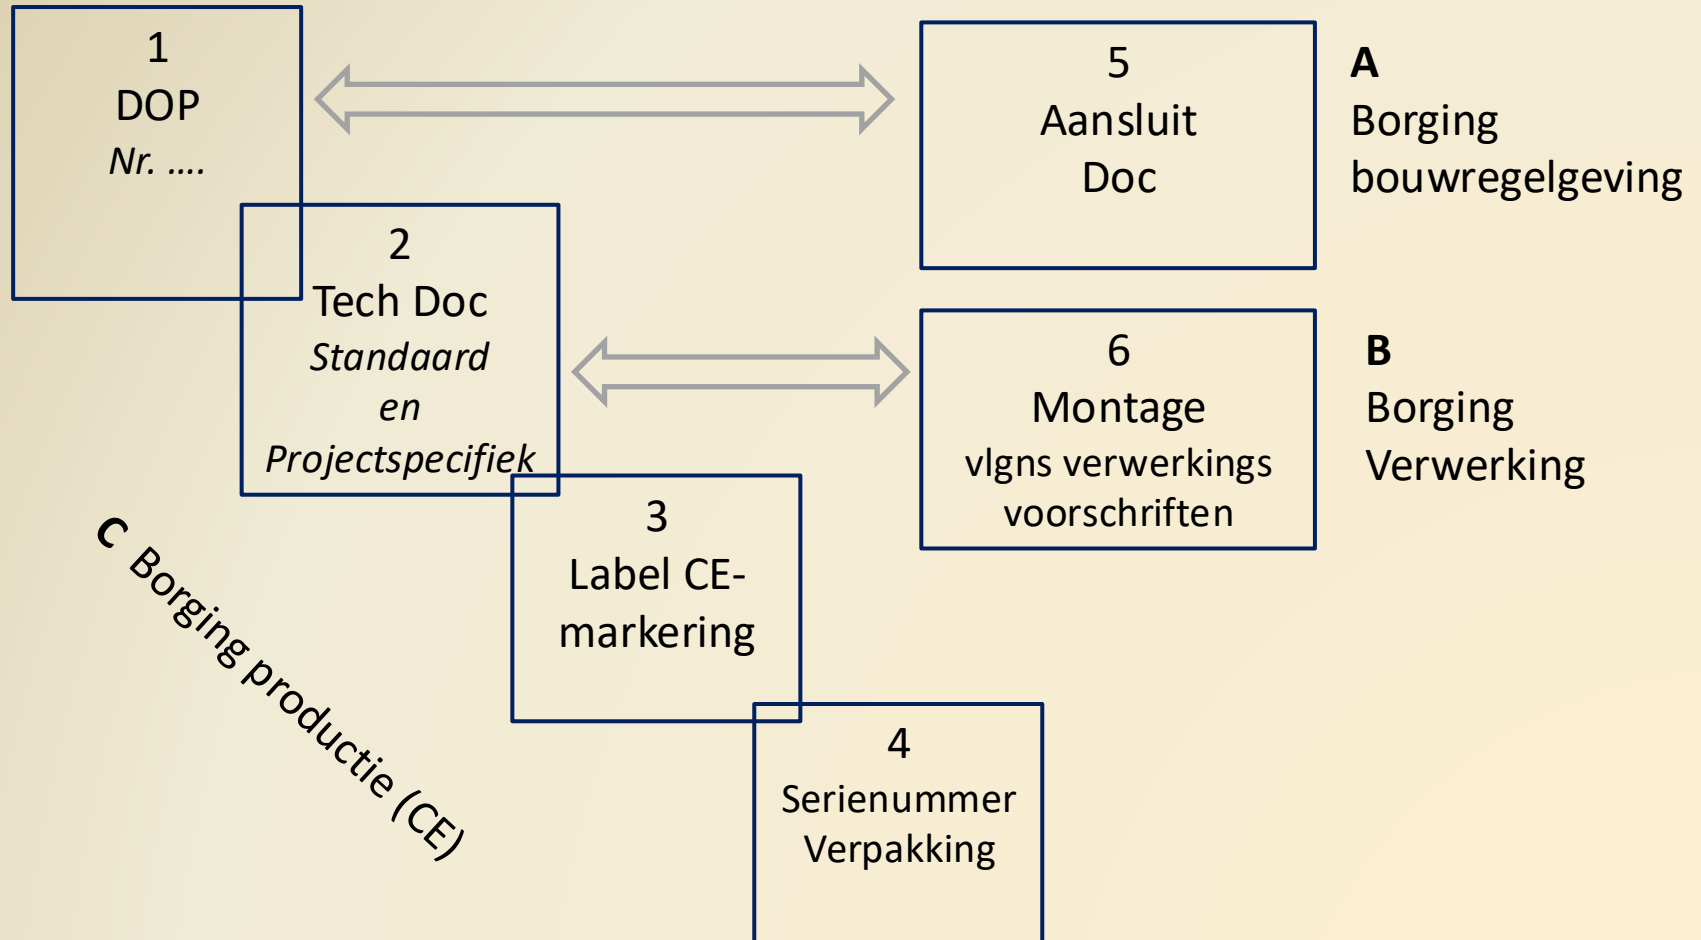 1
DOP
Nr. ....
5
Aansluit
Doc
A
Borging
bouwregelgeving
2
Tech Doc
Standaard
en
Projectspecifiek
6
Montage
vlgns verwerkings
voorschriften
B
Borging
Verwerking
3
Label CE-
markering
C Borging productie (CE)
4
Serienummer
Verpakking